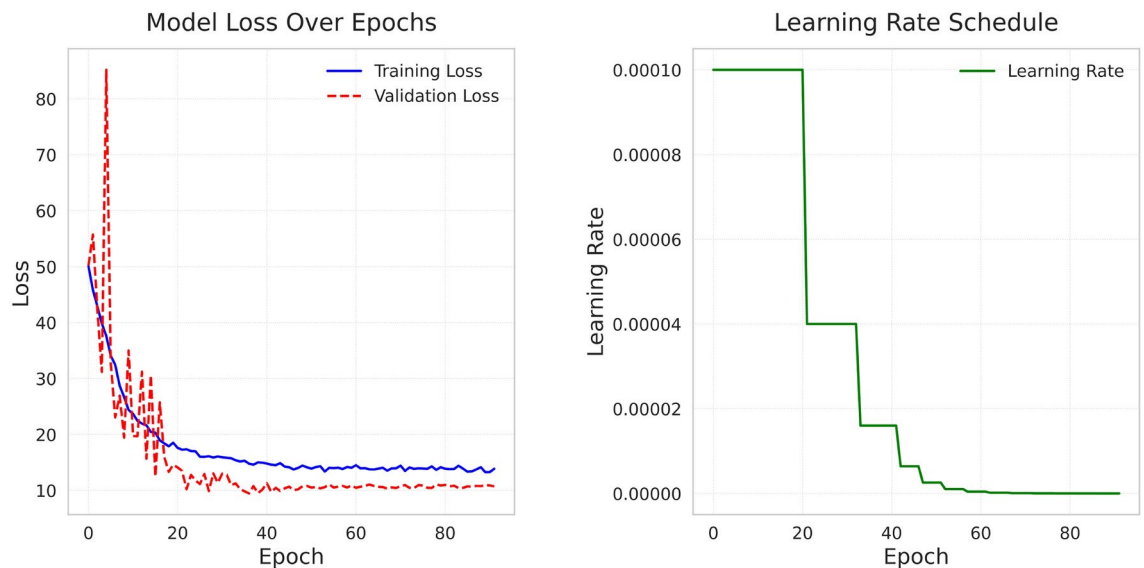 Model Loss Over Epochs
Training Loss
Validation Loss
80
70
60
50
40
30
20
10
Loss
0 20 40 60 80
Epoch
Learning Rate Schedule
Learning Rate
0.00010
0.00008
0.00006
0.00004
0.00002
0.00000
Learning Rate
0 20 40 60 80
Epoch